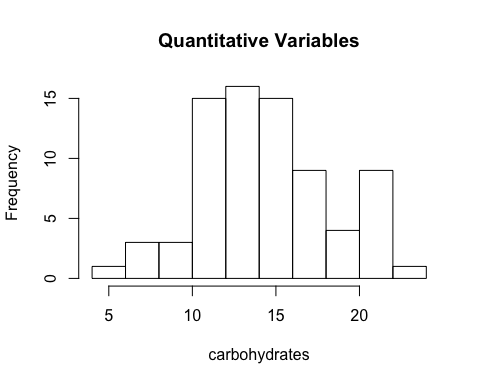 Quantitative Variables
Frequency
15
10
5
0
5 10 15 20
carbohydrates